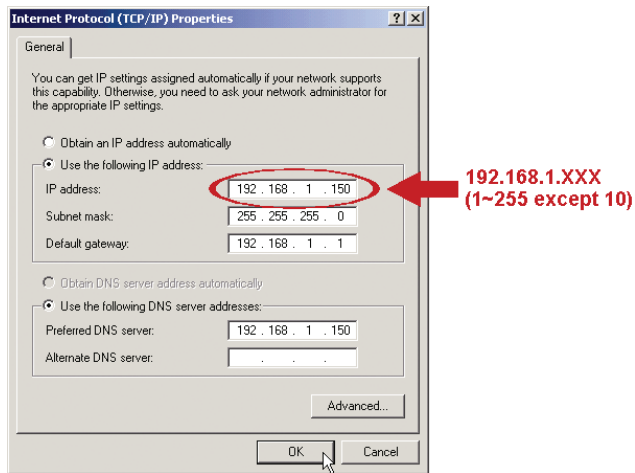 Internet Protocol (TCP/IP) Properties
General
You can get IP settings assigned automatically if your network supports
this capability. Otherwise, you need to ask your network administrator for
the appropriate IP settings.
Obtain an IP address automatically
Use the following IP address:
IP address: 192 . 168 . 1 . 150
192.168.1.XXX
(1~255 except 10)
Subnet mask: 255 . 255 . 255 . 0
Default gateway: 192 . 168 . 1 . 1
Obtain DNS server address automatically
Use the following DNS server addresses:
Preferred DNS server: 192 . 168 . 1 . 150
Alternate DNS server: . . .
Advanced...
OK Cancel